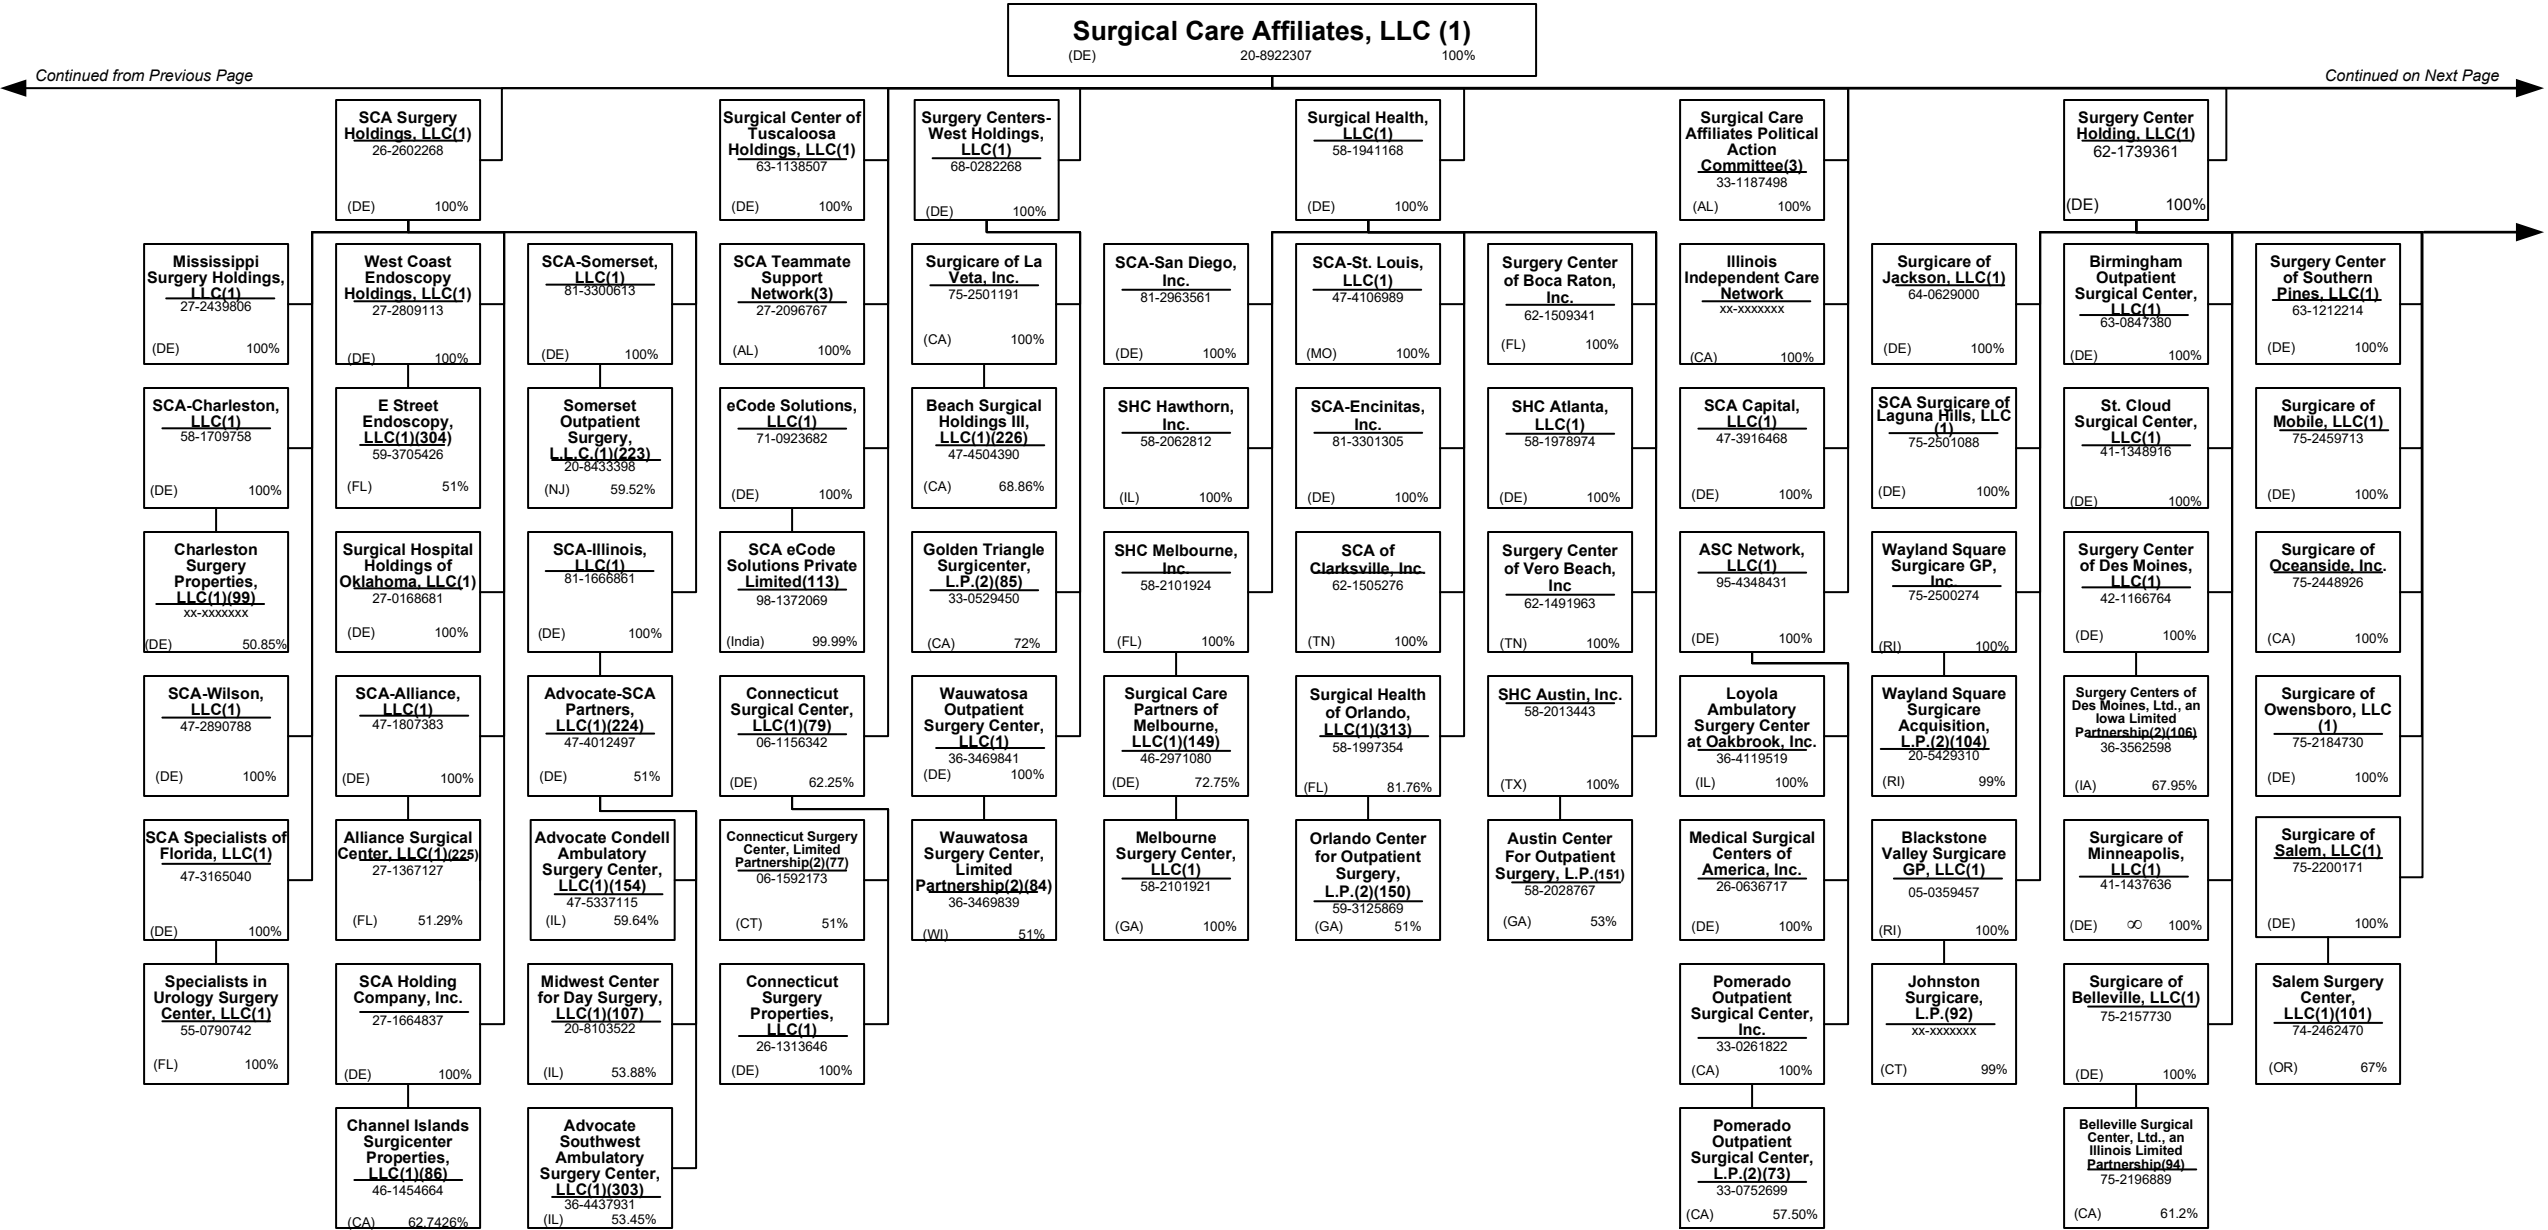 Surgical Care Affiliates, LLC (1)
(DE) 20-8922307 100%
Continued from Previous Page
Continued on Next Page
SCA Surgery
Holdings, LLC(1)
26-2602268
(DE) 100%
Surgical Center of
Tuscaloosa
Holdings, LLC(1)
63-1138507
(DE) 100%
Surgery Centers-
West Holdings,
LLC(1)
68-0282268
(DE) 100%
Surgical Health,
LLC(1)
58-1941168
(DE) 100%
Surgical Care
Affiliates Political
Action
Committee(3)
33-1187498
(AL) 100%
Surgery Center
Holding, LLC(1)
62-1739361
(DE) 100%
Mississippi
Surgery Holdings,
LLC(1)
27-2439806
(DE) 100%
West Coast
Endoscopy
Holdings, LLC(1)
27-2809113
(DE) 100%
SCA-Somerset,
LLC(1)
81-3300613
(DE) 100%
SCA Teammate
Support
Network(3)
27-2096767
(AL) 100%
Surgicare of La
Veta, Inc.
75-2501191
(CA) 100%
SCA-San Diego,
Inc.
81-2963561
(DE) 100%
SCA-St. Louis,
LLC(1)
47-4106989
(MO) 100%
Surgery Center
of Boca Raton,
Inc.
62-1509341
(FL) 100%
Illinois
Independent Care
Network
xx-xxxxxxx
(CA) 100%
Surgicare of
Jackson, LLC(1)
64-0629000
(DE) 100%
Birmingham
Outpatient
Surgical Center,
LLC(1)
63-0847380
(DE) 100%
Surgery Center
of Southern
Pines, LLC(1)
63-1212214
(DE) 100%
SCA-Charleston,
LLC(1)
58-1709758
(DE) 100%
E Street
Endoscopy,
LLC(1)(304)
59-3705426
(FL) 51%
Somerset
Outpatient
Surgery,
L.L.C.(1)(223)
20-8433398
(NJ) 59.52%
eCode Solutions,
LLC(1)
71-0923682
(DE) 100%
Beach Surgical
Holdings III,
LLC(1)(226)
47-4504390
(CA) 68.86%
SHC Hawthorn,
Inc.
58-2062812
(IL) 100%
SCA-Encinitas,
Inc.
81-3301305
(DE) 100%
SHC Atlanta,
LLC(1)
58-1978974
(DE) 100%
SCA Capital,
LLC(1)
47-3916468
(DE) 100%
SCA Surgicare of
Laguna Hills, LLC
(1)
75-2501088
(DE) 100%
St. Cloud
Surgical Center,
LLC(1)
41-1348916
(DE) 100%
Surgicare of
Mobile, LLC(1)
75-2459713
(DE) 100%
Charleston
Surgery
Properties,
LLC(1)(99)
xx-xxxxxxx
(DE) 50.85%
Surgical Hospital
Holdings of
Oklahoma, LLC(1)
27-0168681
(DE) 100%
SCA-Illinois,
LLC(1)
81-1666861
(DE) 100%
SCA eCode
Solutions Private
Limited(113)
98-1372069
(India) 99.99%
Golden Triangle
Surgicenter,
L.P.(2)(85)
33-0529450
(CA) 72%
SHC Melbourne,
Inc.
58-2101924
(FL) 100%
SCA of
Clarksville, Inc.
62-1505276
(TN) 100%
Surgery Center
of Vero Beach,
Inc
62-1491963
(TN) 100%
ASC Network,
LLC(1)
95-4348431
(DE) 100%
Wayland Square
Surgicare GP,
Inc.
75-2500274
(RI) 100%
Surgery Center
of Des Moines,
LLC(1)
42-1166764
(DE) 100%
Surgicare of
Oceanside, Inc.
75-2448926
(CA) 100%
SCA-Wilson,
LLC(1)
47-2890788
(DE) 100%
SCA-Alliance,
LLC(1)
47-1807383
(DE) 100%
Advocate-SCA
Partners,
LLC(1)(224)
47-4012497
(DE) 51%
Connecticut
Surgical Center,
LLC(1)(79)
06-1156342
(DE) 62.25%
Wauwatosa
Outpatient
Surgery Center,
LLC(1)
36-3469841
(DE) 100%
Surgical Care
Partners of
Melbourne,
LLC(1)(149)
46-2971080
(DE) 72.75%
Surgical Health
of Orlando,
LLC(1)(313)
58-1997354
(FL) 81.76%
SHC Austin, Inc.
58-2013443
(TX) 100%
Loyola
Ambulatory
Surgery Center
at Oakbrook, Inc.
36-4119519
(IL) 100%
Wayland Square
Surgicare
Acquisition,
L.P.(2)(104)
20-5429310
(RI) 99%
Surgery Centers of
Des Moines, Ltd., an
Iowa Limited
Partnership(2)(106)
36-3562598
(IA) 67.95%
Surgicare of
Owensboro, LLC
(1)
75-2184730
(DE) 100%
SCA Specialists of
Florida, LLC(1)
47-3165040
(DE) 100%
Alliance Surgical
Center, LLC(1)(225)
27-1367127
(FL) 51.29%
Advocate Condell
Ambulatory
Surgery Center,
LLC(1)(154)
47-5337115
(IL) 59.64%
Connecticut Surgery
Center, Limited
Partnership(2)(77)
06-1592173
(CT) 51%
Wauwatosa
Surgery Center,
Limited
Partnership(2)(84)
36-3469839
(WI) 51%
Melbourne
Surgery Center,
LLC(1)
58-2101921
(GA) 100%
Orlando Center
for Outpatient
Surgery,
L.P.(2)(150)
59-3125869
(GA) 51%
Austin Center
For Outpatient
Surgery, L.P.(151)
58-2028767
(GA) 53%
Medical Surgical
Centers of
America, Inc.
26-0636717
(DE) 100%
Blackstone
Valley Surgicare
GP, LLC(1)
05-0359457
(RI) 100%
Surgicare of
Minneapolis,
LLC(1)
41-1437636
(DE) ∞ 100%
Surgicare of
Salem, LLC(1)
75-2200171
(DE) 100%
Specialists in
Urology Surgery
Center, LLC(1)
55-0790742
(FL) 100%
SCA Holding
Company, Inc.
27-1664837
(DE) 100%
Midwest Center
for Day Surgery,
LLC(1)(107)
20-8103522
(IL) 53.88%
Connecticut
Surgery
Properties,
LLC(1)
26-1313646
(DE) 100%
Pomerado
Outpatient
Surgical Center,
Inc.
33-0261822
(CA) 100%
Johnston
Surgicare,
L.P.(92)
xx-xxxxxxx
(CT) 99%
Surgicare of
Belleville, LLC(1)
75-2157730
(DE) 100%
Salem Surgery
Center,
LLC(1)(101)
74-2462470
(OR) 67%
Channel Islands
Surgicenter
Properties,
LLC(1)(86)
46-1454664
(CA) 62.7426%
Advocate
Southwest
Ambulatory
Surgery Center,
LLC(1)(303)
36-4437931
(IL) 53.45%
Pomerado
Outpatient
Surgical Center,
L.P.(2)(73)
33-0752699
(CA) 57.50%
Belleville Surgical
Center, Ltd., an
Illinois Limited
Partnership(94)
75-2196889
(CA) 61.2%